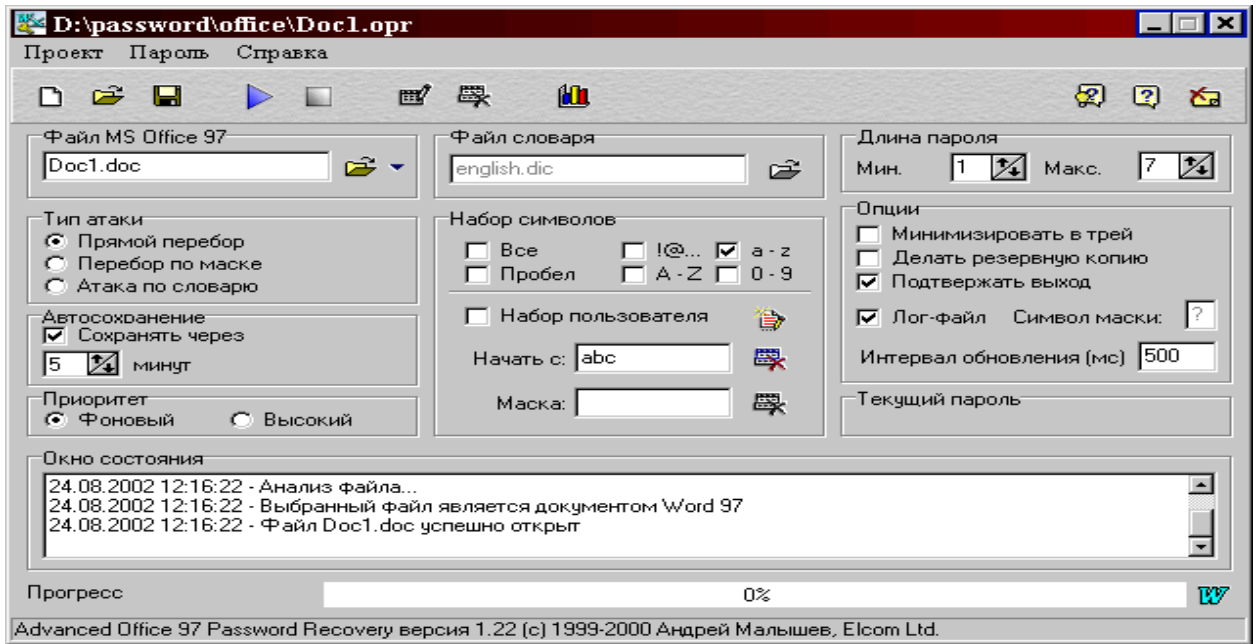 D:\password\office\Doc1.opr
Проект Пароль Справка
Файл MS Office 97
Doc1.doc
Файл словаря
english.dic
Длина пароля
Мин. 1 Макс. 7
Тип атаки
Прямой перебор
Перебор по маске
Атака по словарю
Набор символов
Все !@... a - z
Пробел A - Z 0 - 9
Набор пользователя
Начать с: abc
Маска:
Опции
Минимизировать в трей
Делать резервную копию
Подтвержать выход
Лог-файл Символ маски: ?
Интервал обновления (мс) 500
Автосохранение
Сохранять через
5 минут
Приоритет
Фоновый Высокий
Текущий пароль
Окно состояния
24.08.2002 12:16:22 - Анализ файла...
24.08.2002 12:16:22 - Выбранный файл является документом Word 97
24.08.2002 12:16:22 - Файл Doc1.doc успешно открыт
Прогресс 0%
Advanced Office 97 Password Recovery версия 1.22 (c) 1999-2000 Андрей Малышев, Elcom Ltd.